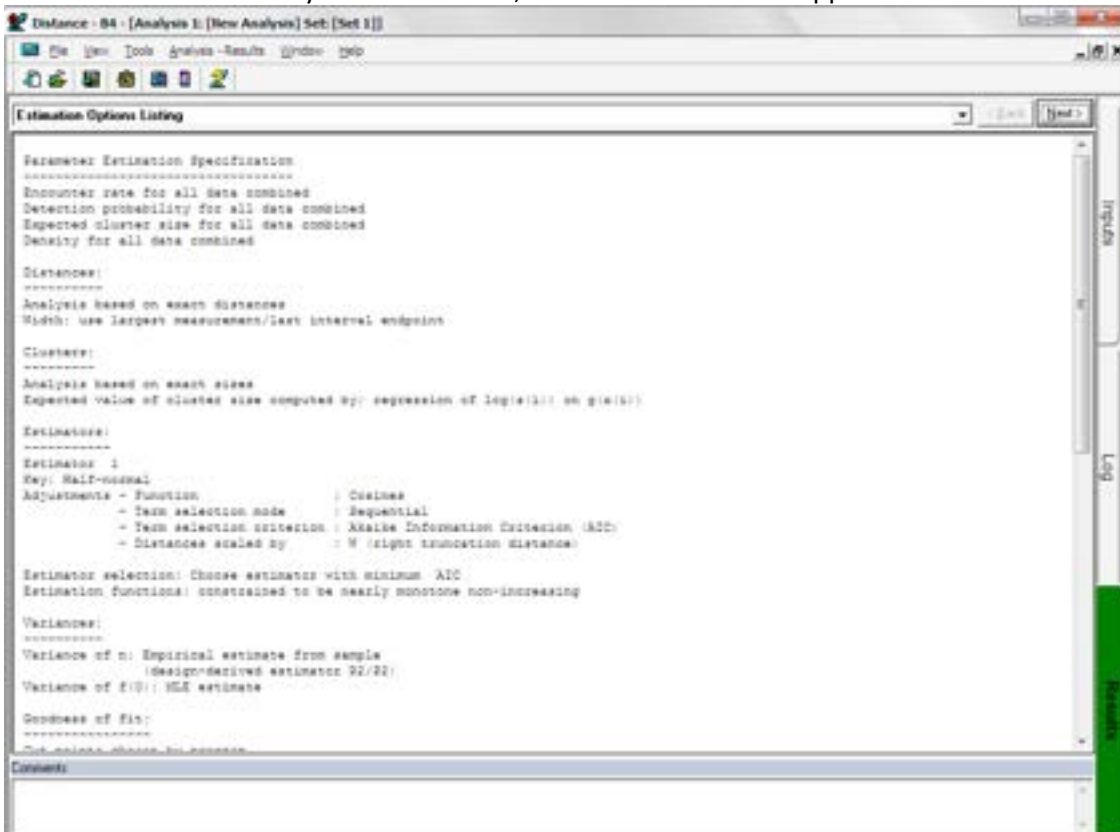 Distance - B4 - [Analysis 1: [New Analysis] Set: [Set 1]]
File View Tools Analysis - Results Window Help
Estimation Options Listing
< Back Next >
Parameter Estimation Specification
----------------------------------
Encounter rate for all data combined
Detection probability for all data combined
Expected cluster size for all data combined
Density for all data combined
Distances:
----------
Analysis based on exact distances
Width: use largest measurement/last interval endpoint
Clusters:
---------
Analysis based on exact sizes
Expected value of cluster size computed by: regression of log(s(i)) on g(x(i))
Estimators:
-----------
Estimator 1
Key: Half-normal
Adjustments - Function : Cosines
- Term selection mode : Sequential
- Term selection criterion : Akaike Information Criterion (AIC)
- Distances scaled by : W (right truncation distance)
Estimator selection: Choose estimator with minimum AIC
Estimation functions: constrained to be nearly monotone non-increasing
Variances:
----------
Variance of n: Empirical estimate from sample
(design-derived estimator R2/P2)
Variance of f(0): MLE estimate
Goodness of fit:
----------------
Cut points chosen by program
Comments
Inputs
Log
Results